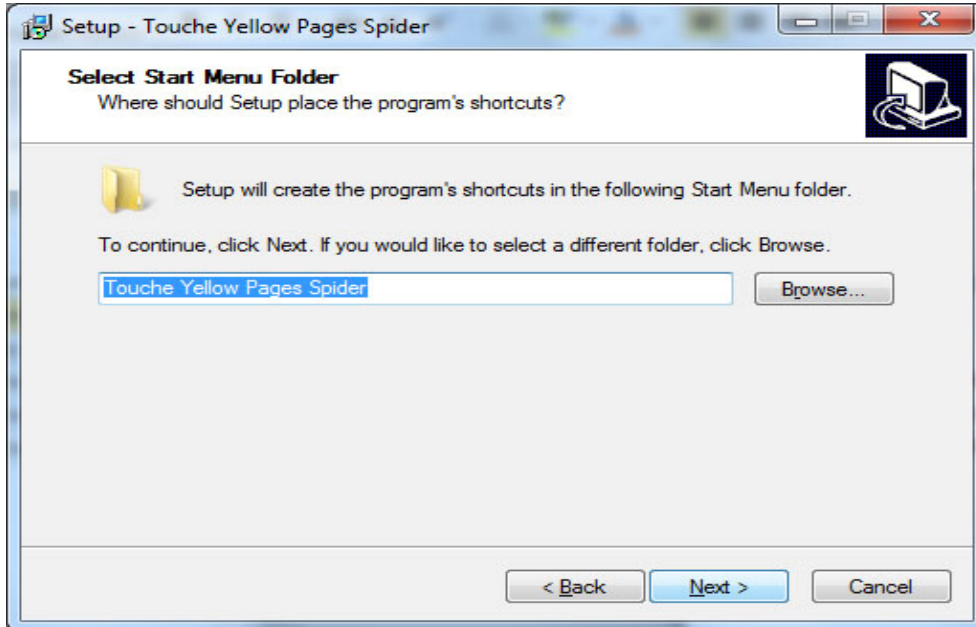 Setup - Touche Yellow Pages Spider
Select Start Menu Folder
Where should Setup place the program's shortcuts?
Setup will create the program's shortcuts in the following Start Menu folder.
To continue, click Next. If you would like to select a different folder, click Browse.
Touche Yellow Pages Spider
Browse...
< Back
Next >
Cancel